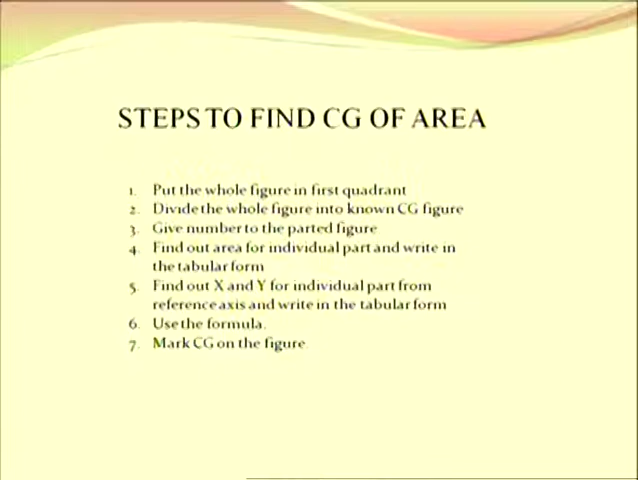 STEPS TO FIND CG OF AREA
1. Put the whole figure in first quadrant
2. Divide the whole figure into known CG figure
3. Give number to the parted figure
4. Find out area for individual part and write in
the tabular form
5. Find out X and Y for individual part from
reference axis and write in the tabular form
6. Use the formula.
7. Mark CG on the figure